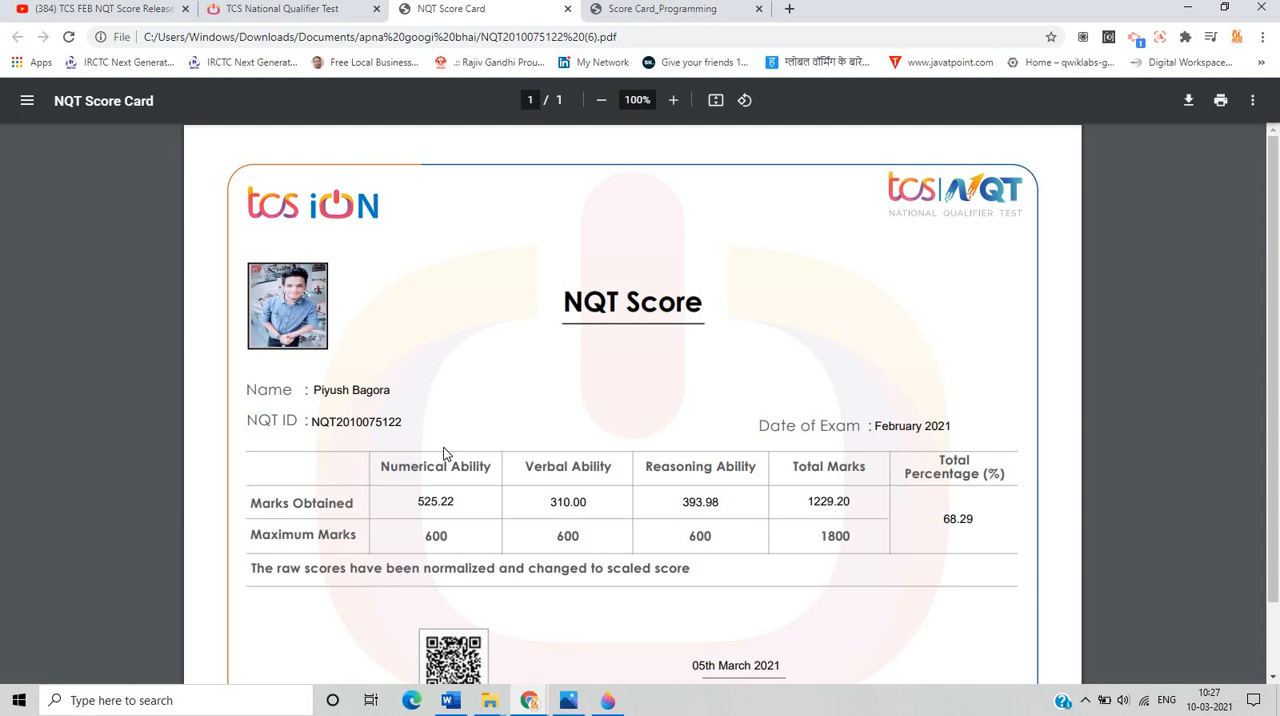 (384) TCS FEB NQT Score Release
TCS National Qualifier Test
NQT Score Card
Score Card_Programming
File
C:/Users/Windows/Downloads/Documents/apna%20googi%20bhai/NQT2010075122%20(6).pdf
Apps
IRCTC Next Generat...
IRCTC Next Generat...
Free Local Business...
.:: Rajiv Gandhi Prou...
My Network
Give your friends 1...
ग्लोबल वॉर्मिंग के बारे...
www.javatpoint.com
Home – qwiklabs-g...
Digital Workspace...
NQT Score Card
1 / 1
100%
tcs iON
tcs NQT
NATIONAL QUALIFIER TEST
NQT Score
Name : Piyush Bagora
NQT ID : NQT2010075122
Date of Exam : February 2021
Numerical Ability Verbal Ability Reasoning Ability Total Marks Total Percentage (%)
Marks Obtained 525.22 310.00 393.98 1229.20 68.29
Maximum Marks 600 600 600 1800
The raw scores have been normalized and changed to scaled score
05th March 2021
Type here to search
ENG
10:27
10-03-2021